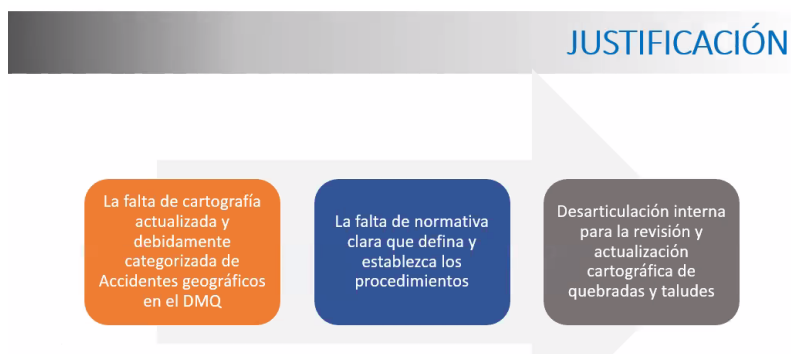 JUSTIFICACIÓN
La falta de cartografía
actualizada y
debidamente
categorizada de
Accidentes geográficos
en el DMQ
La falta de normativa
clara que defina y
establezca los
procedimientos
Desarticulación interna
para la revisión y
actualización
cartográfica de
quebradas y taludes